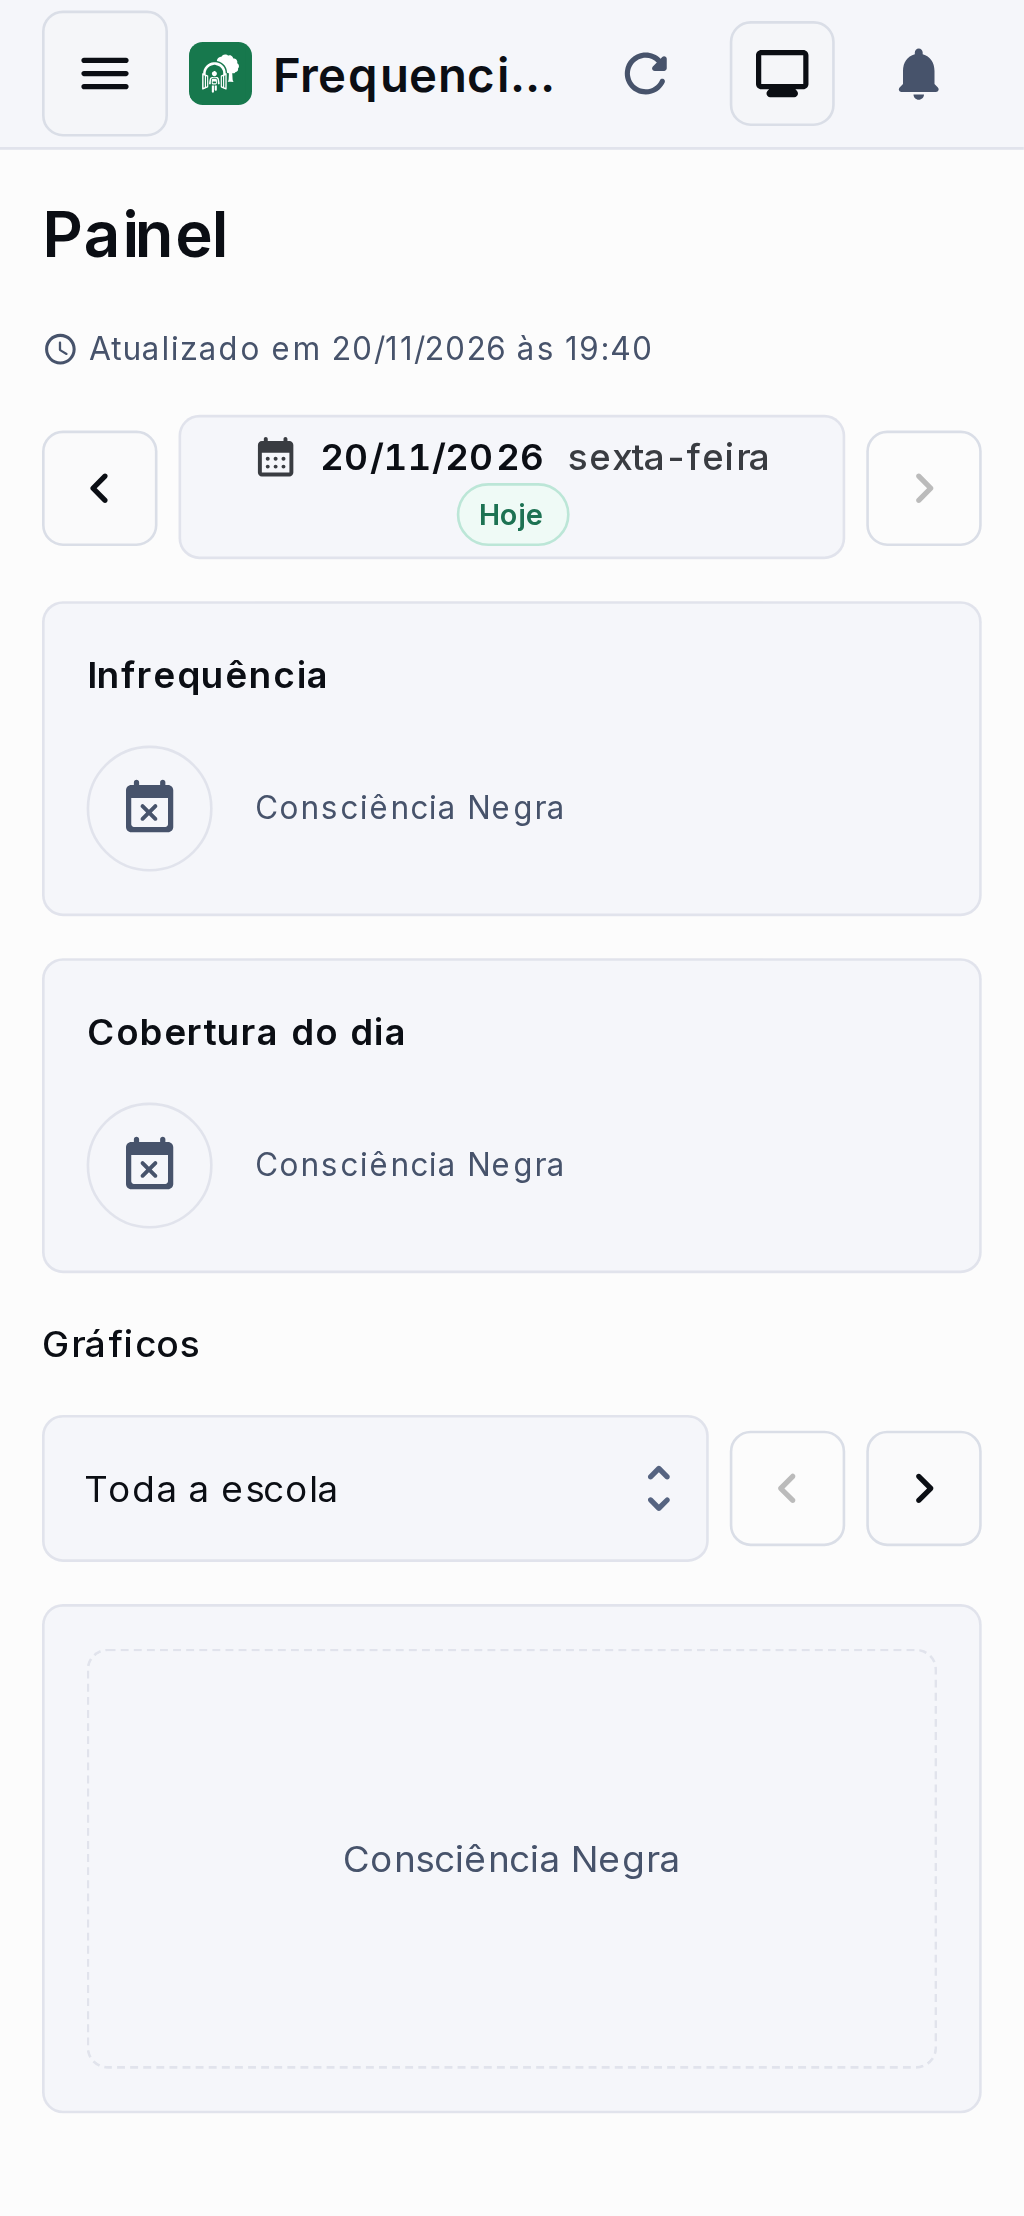 Frequenci...
Painel
Atualizado em 20/11/2026 às 19:40
20/11/2026 sexta-feira
Hoje
Infrequência
Consciência Negra
Cobertura do dia
Consciência Negra
Gráficos
Toda a escola
Consciência Negra